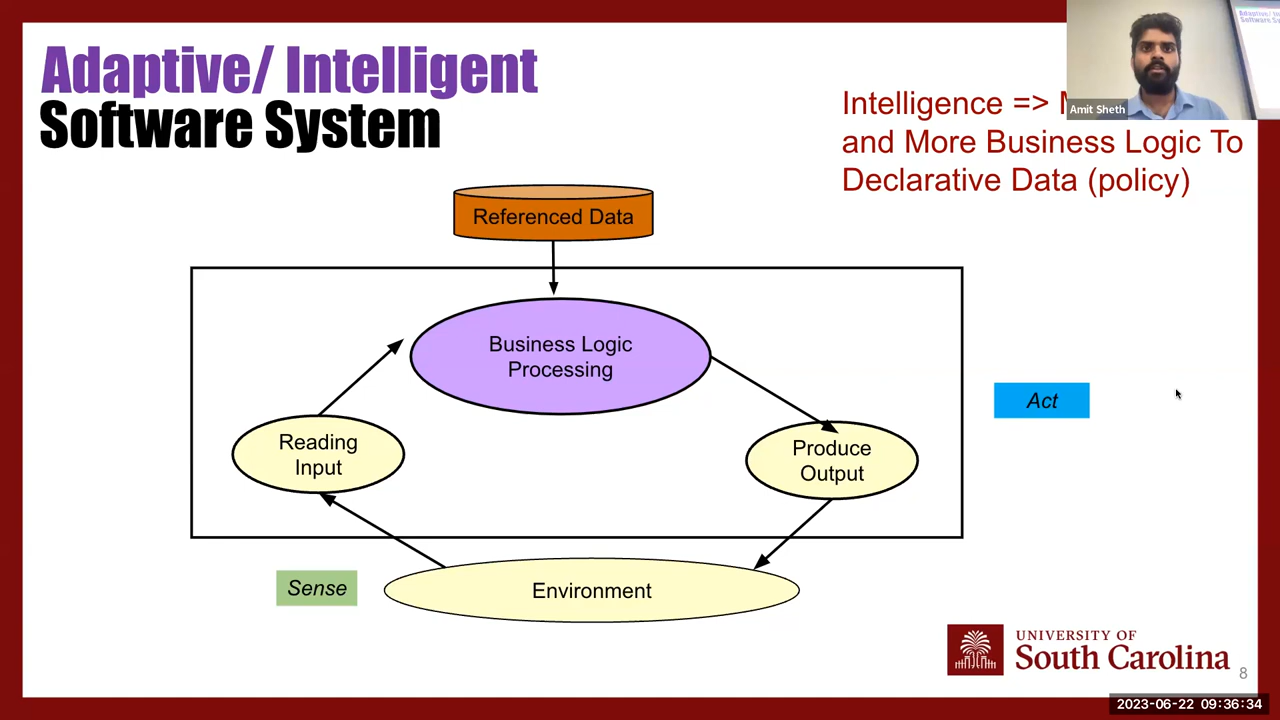 Adaptive/ Intelligent
Software System
Intelligence =>
and More Business Logic To
Declarative Data (policy)
Amit Sheth
Referenced Data
Business Logic
Processing
Reading
Input
Produce
Output
Act
Sense
Environment
UNIVERSITY OF
South Carolina
8
2023-06-22 09:36:34